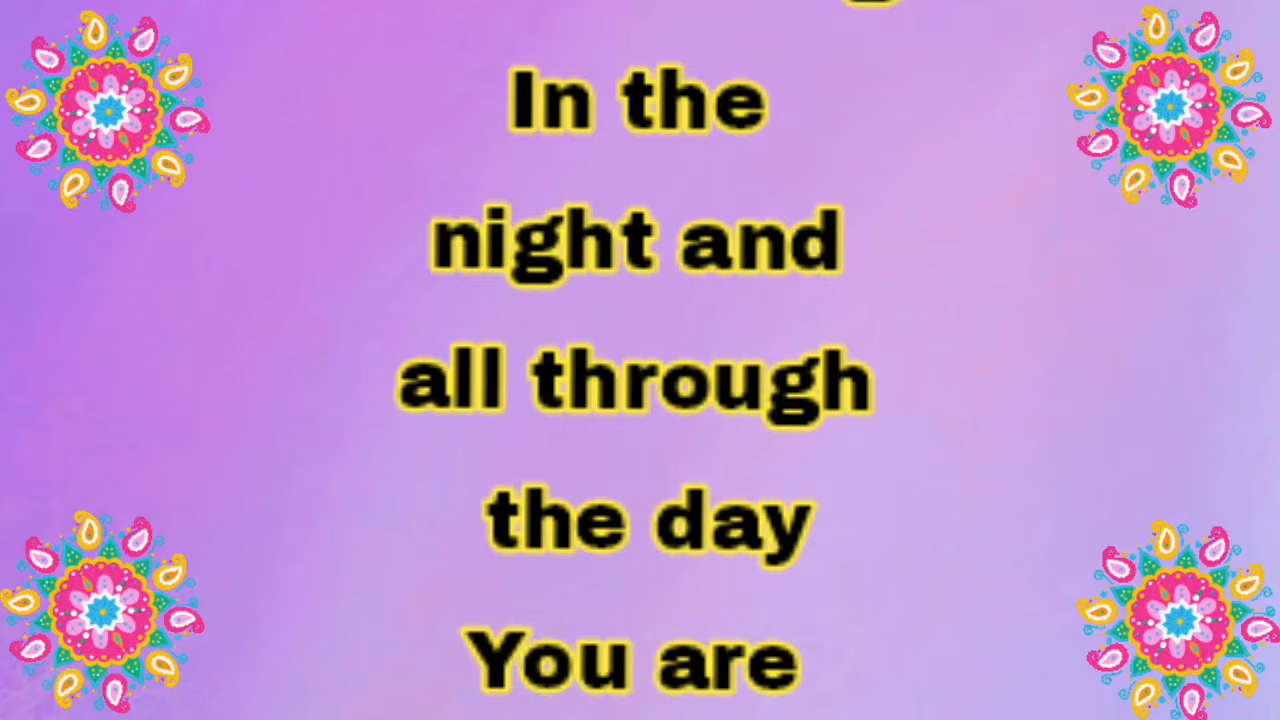 In the
night and
all through
the day
You are